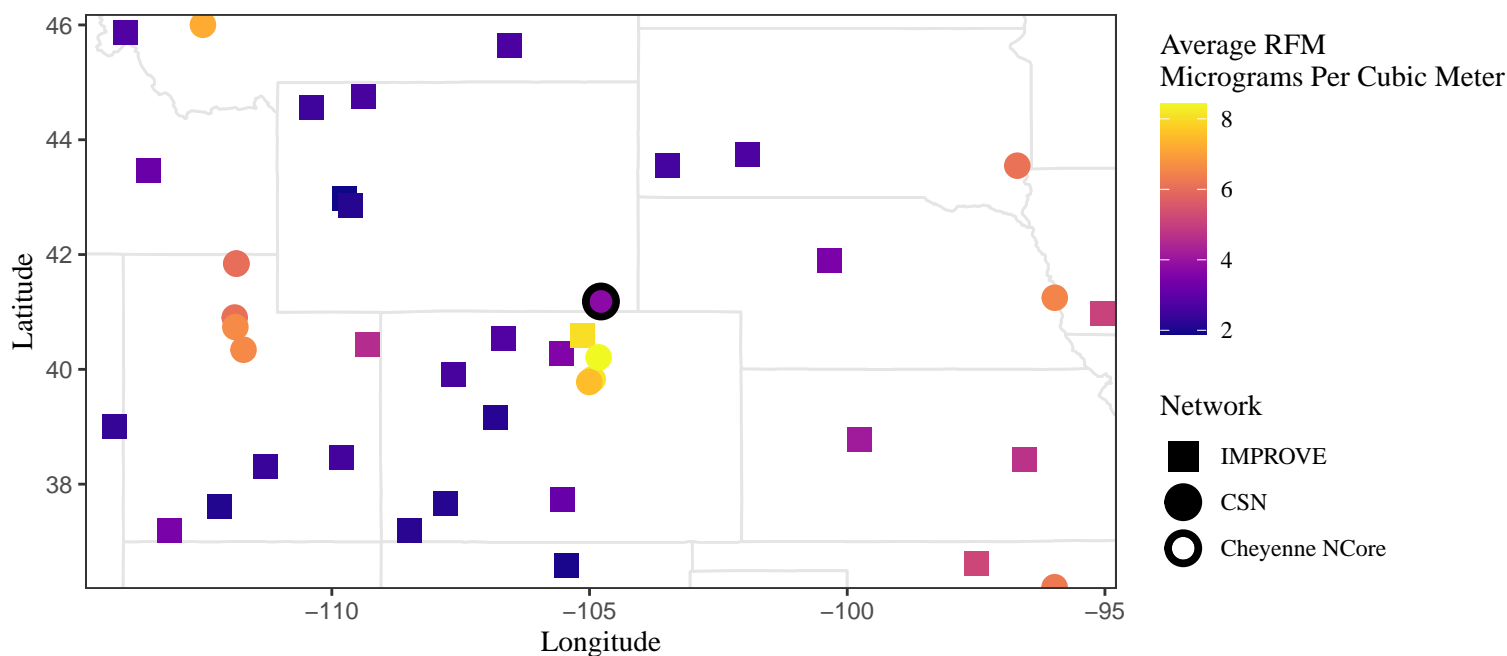 46
44
42
40
38
Latitude
−110
−105
−100
−95
Longitude
Average RFM
Micrograms Per Cubic Meter
8
6
4
2
Network
IMPROVE
CSN
Cheyenne NCore